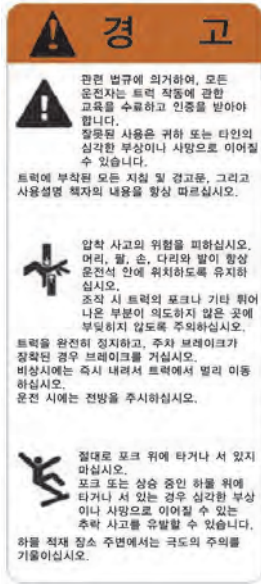 경 고
관련 법규에 의거하여, 모든
운전자는 트럭 작동에 관한
교육을 수료하고 인증을 받아야
합니다.
잘못된 사용은 귀하 또는 타인의
심각한 부상이나 사망으로 이어질
수 있습니다.
트럭에 부착된 모든 지침 및 경고문, 그리고
사용설명 책자의 내용을 항상 따르십시오.
압착 사고의 위험을 피하십시오.
머리, 팔, 손, 다리와 발이 항상
운전석 안에 위치하도록 유지하
십시오.
조작 시 트럭의 포크나 기타 튀어
나온 부분이 의도하지 않은 곳에
부딪히지 않도록 주의하십시오.
트럭을 완전히 정지하고, 주차 브레이크가
장착된 경우 브레이크를 거십시오.
비상시에는 즉시 내려서 트럭에서 멀리 이동
하십시오.
운전 시에는 전방을 주시하십시오.
절대로 포크 위에 타거나 서 있지
마십시오.
포크 또는 상승 중인 하물 위에
타거나 서 있는 경우 심각한 부상
이나 사망으로 이어질 수 있는
추락 사고를 유발할 수 있습니다.
하물 적재 장소 주변에서는 극도의 주의를
기울이십시오.